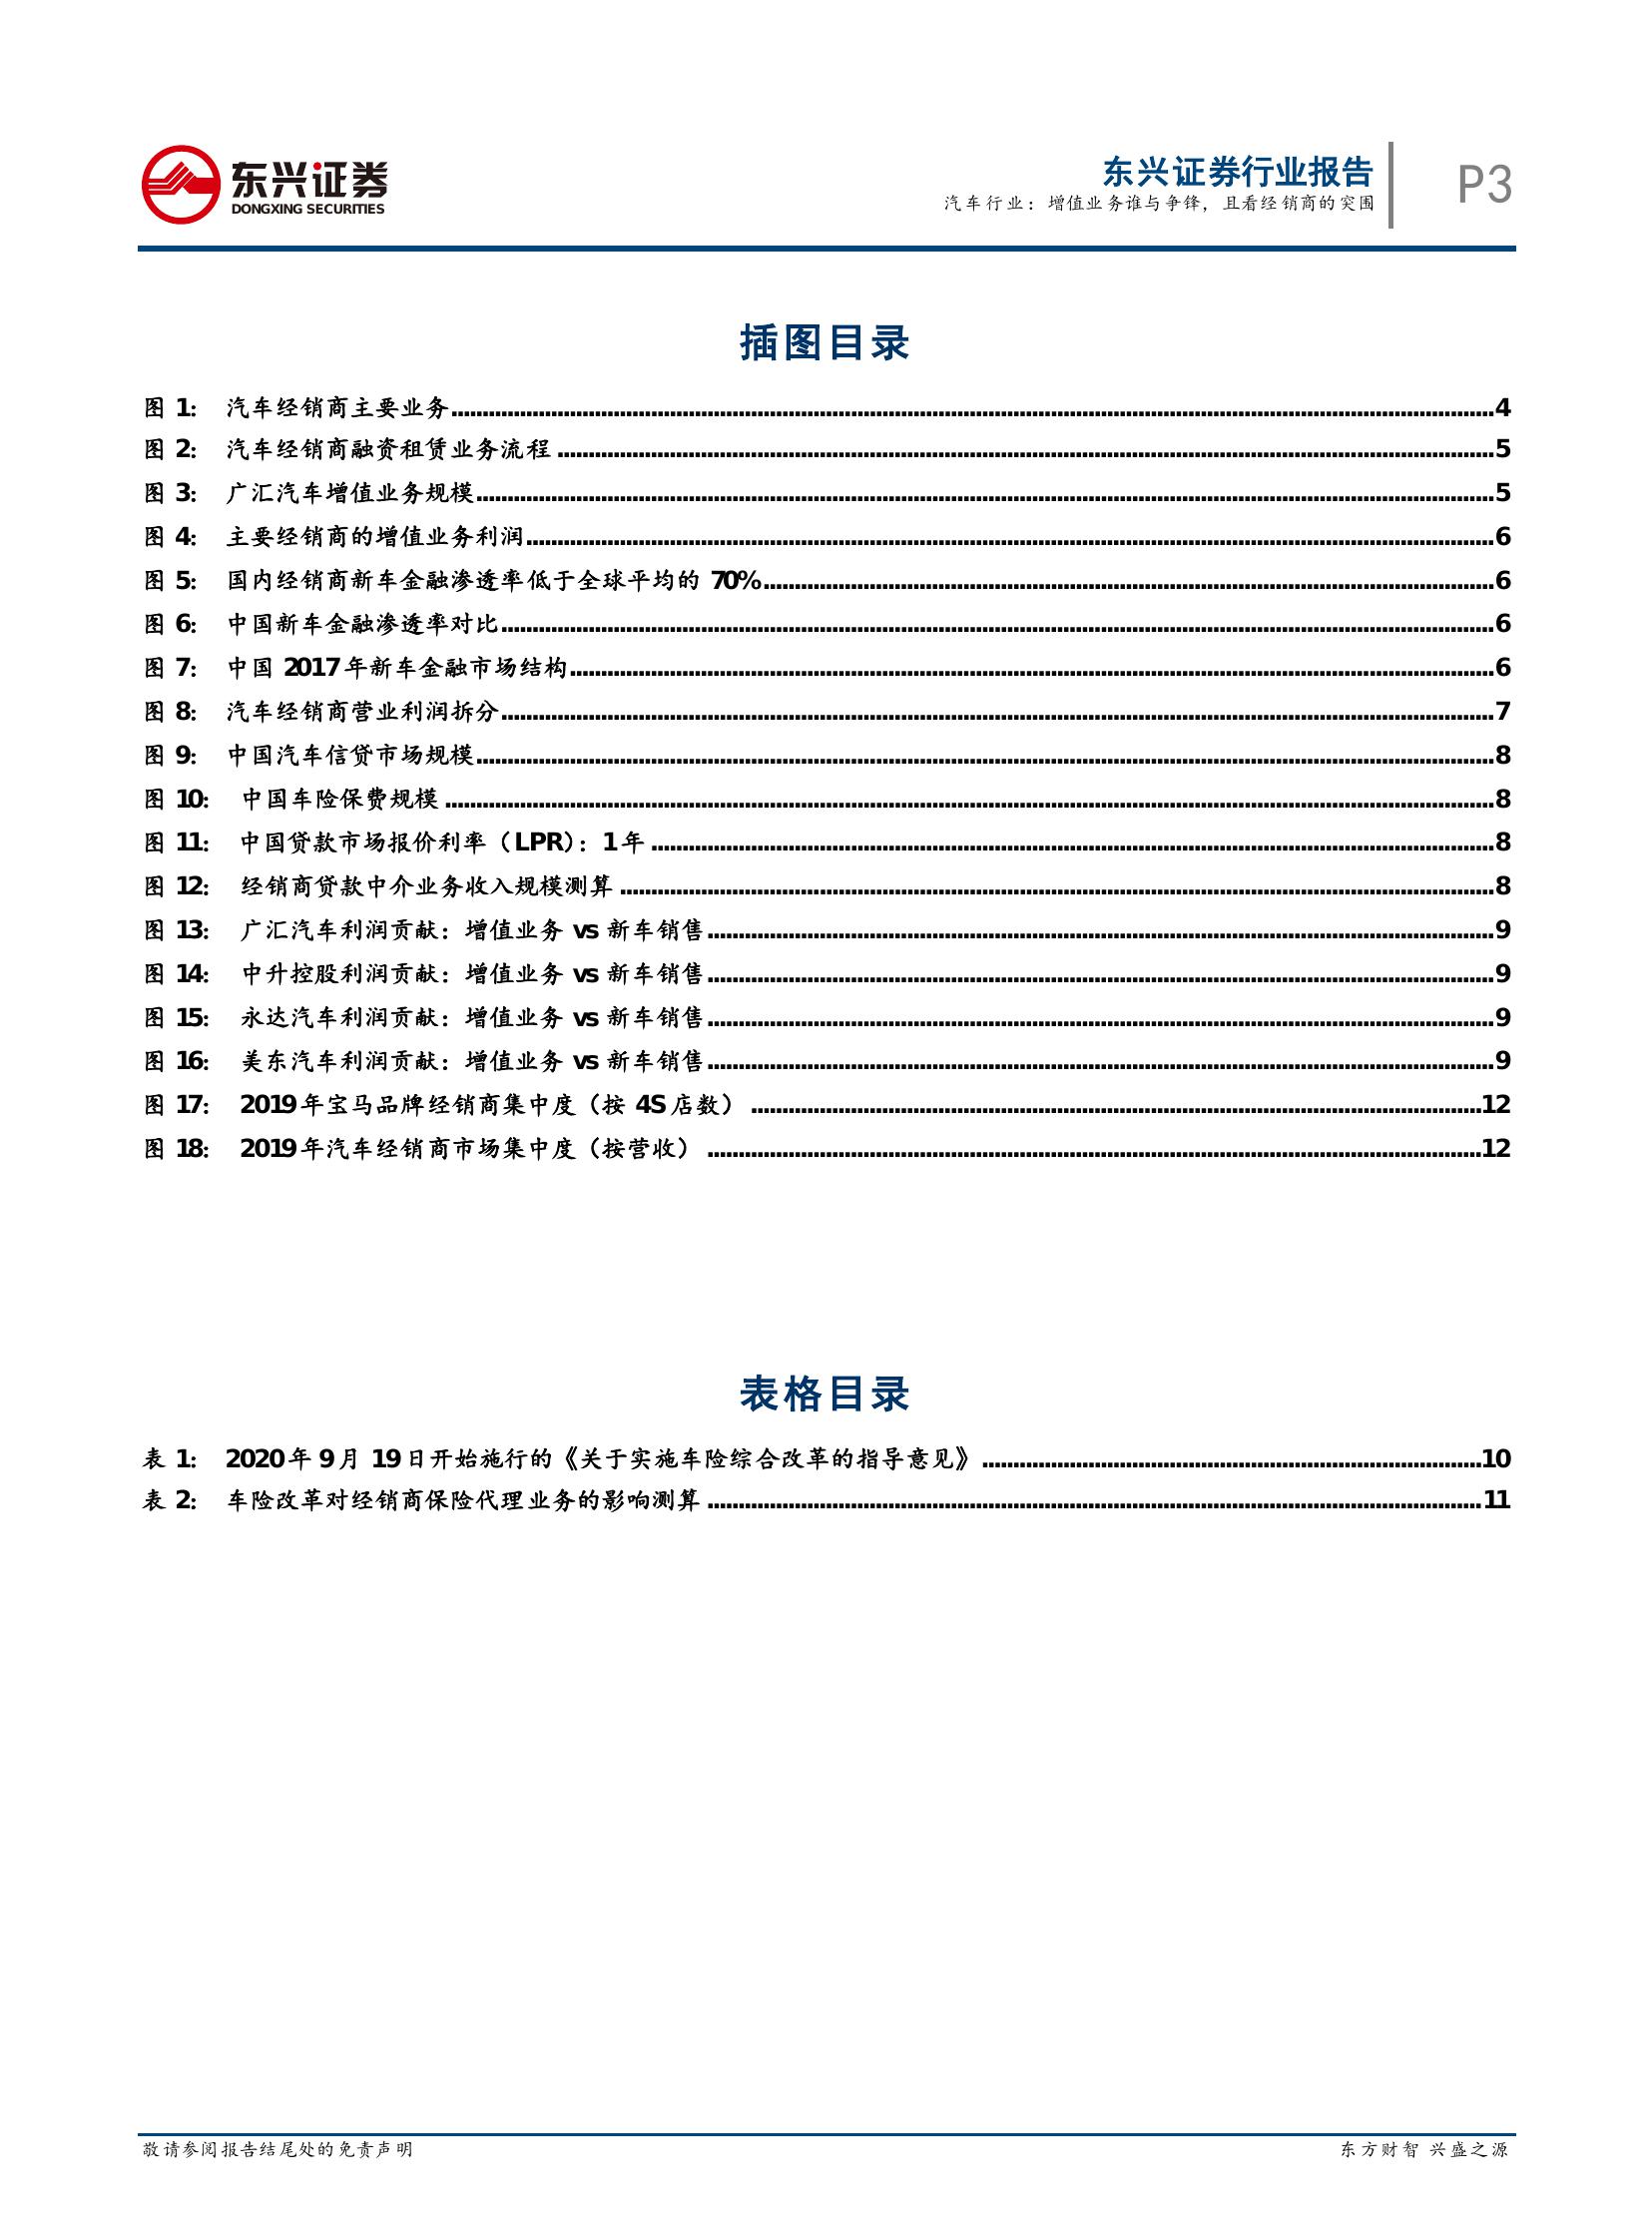 东兴证券
DONGXING SECURITIES
东兴证券行业报告
汽车行业：增值业务谁与争锋，且看经销商的突围
P3
插图目录
图 1： 汽车经销商主要业务 4
图 2： 汽车经销商融资租赁业务流程 5
图 3： 广汇汽车增值业务规模 5
图 4： 主要经销商的增值业务利润 6
图 5： 国内经销商新车金融渗透率低于全球平均的 70% 6
图 6： 中国新车金融渗透率对比 6
图 7： 中国 2017 年新车金融市场结构 6
图 8： 汽车经销商营业利润拆分 7
图 9： 中国汽车信贷市场规模 8
图 10： 中国车险保费规模 8
图 11： 中国贷款市场报价利率（LPR）：1 年 8
图 12： 经销商贷款中介业务收入规模测算 8
图 13： 广汇汽车利润贡献：增值业务 vs 新车销售 9
图 14： 中升控股利润贡献：增值业务 vs 新车销售 9
图 15： 永达汽车利润贡献：增值业务 vs 新车销售 9
图 16： 美东汽车利润贡献：增值业务 vs 新车销售 9
图 17： 2019 年宝马品牌经销商集中度（按 4S 店数） 12
图 18： 2019 年汽车经销商市场集中度（按营收） 12
表格目录
表 1： 2020 年 9 月 19 日开始施行的《关于实施车险综合改革的指导意见》 10
表 2： 车险改革对经销商保险代理业务的影响测算 11
敬请参阅报告结尾处的免责声明
东方财智 兴盛之源